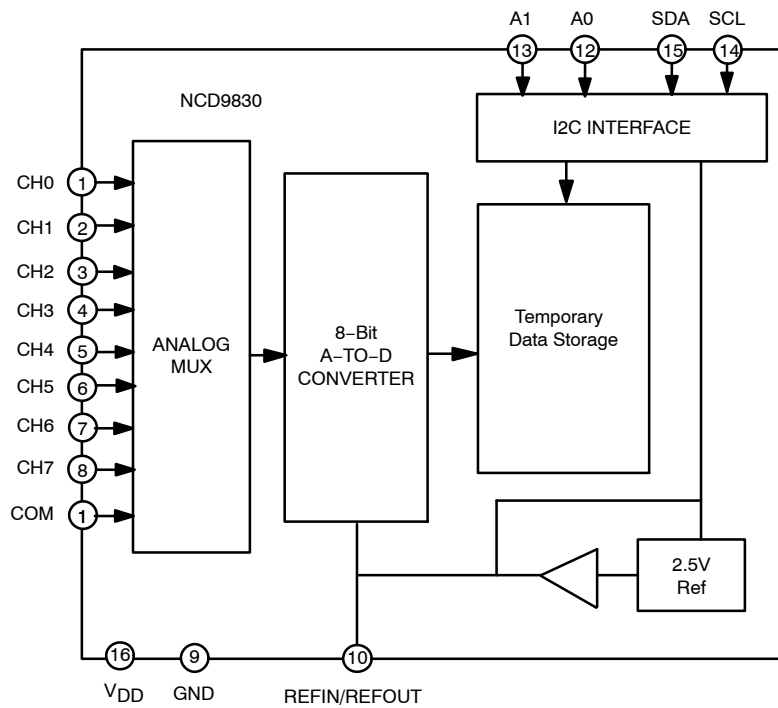 A1 A0 SDA SCL
13 12 15 14
NCD9830
I2C INTERFACE
CH0 1
CH1 2
CH2 3
CH3 4
CH4 5
CH5 6
CH6 7
CH7 8
COM 1
ANALOG
MUX
8–Bit
A–TO–D
CONVERTER
Temporary
Data Storage
2.5V
Ref
16 9 10
VDD GND REFIN/REFOUT